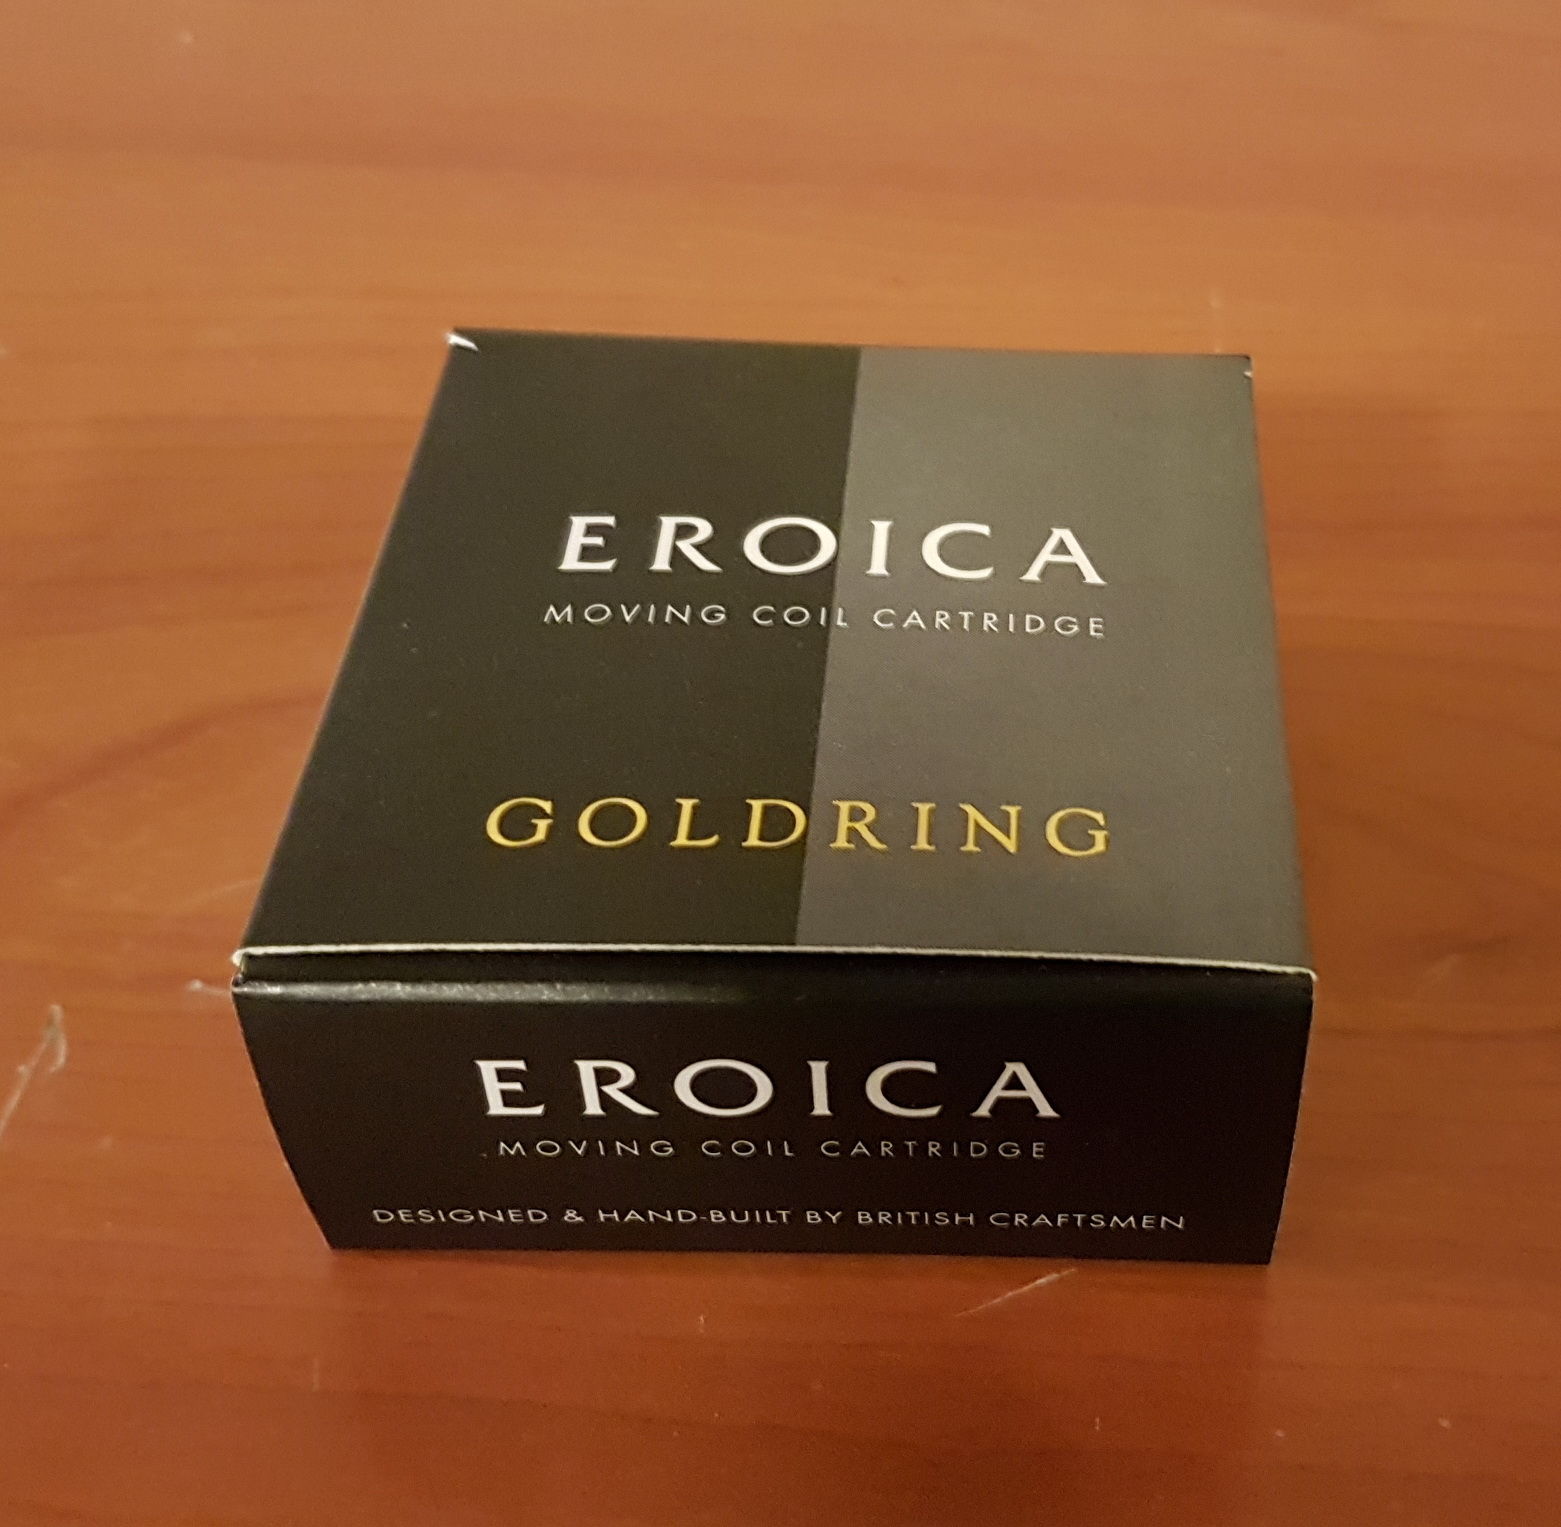 EROICA
MOVING COIL CARTRIDGE
GOLDRING
EROICA
MOVING COIL CARTRIDGE
DESIGNED & HAND-BUILT BY BRITISH CRAFTSMEN